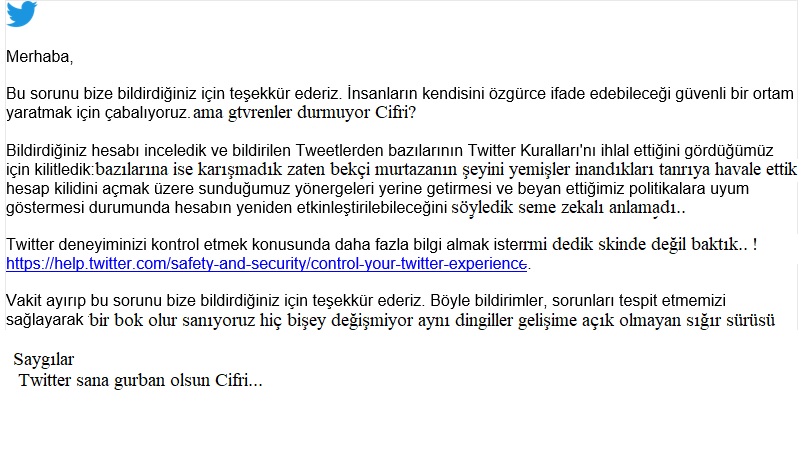 Merhaba,
Bu sorunu bize bildirdiğiniz için teşekkür ederiz. İnsanların kendisini özgürce ifade edebileceği güvenli bir ortam
yaratmak için çabalıyoruz. ama gtvrenler durmuyor Cifri?
Bildirdiğiniz hesabı inceledik ve bildirilen Tweetlerden bazılarının Twitter Kuralları'nı ihlal ettiğini gördüğümüz
için kilitledik:bazılarına ise karışmadık zaten bekçi murtazanın şeyini yemişler inandıkları tanrıya havale ettik
hesap kilidini açmak üzere sunduğumuz yönergeleri yerine getirmesi ve beyan ettiğimiz politikalara uyum
göstermesi durumunda hesabın yeniden etkinleştirilebileceğini söyledik seme zekalı anlamadı..
Twitter deneyiminizi kontrol etmek konusunda daha fazla bilgi almak isterrmi dedik skinde değil baktık.. !
https://help.twitter.com/safety-and-security/control-your-twitter-experience.
Vakit ayırıp bu sorunu bize bildirdiğiniz için teşekkür ederiz. Böyle bildirimler, sorunları tespit etmemizi
sağlayarak bir bok olur sanıyoruz hiç bişey değişmiyor aynı dingiller gelişime açık olmayan sığır sürüsü
Saygılar
Twitter sana gurban olsun Cifri...